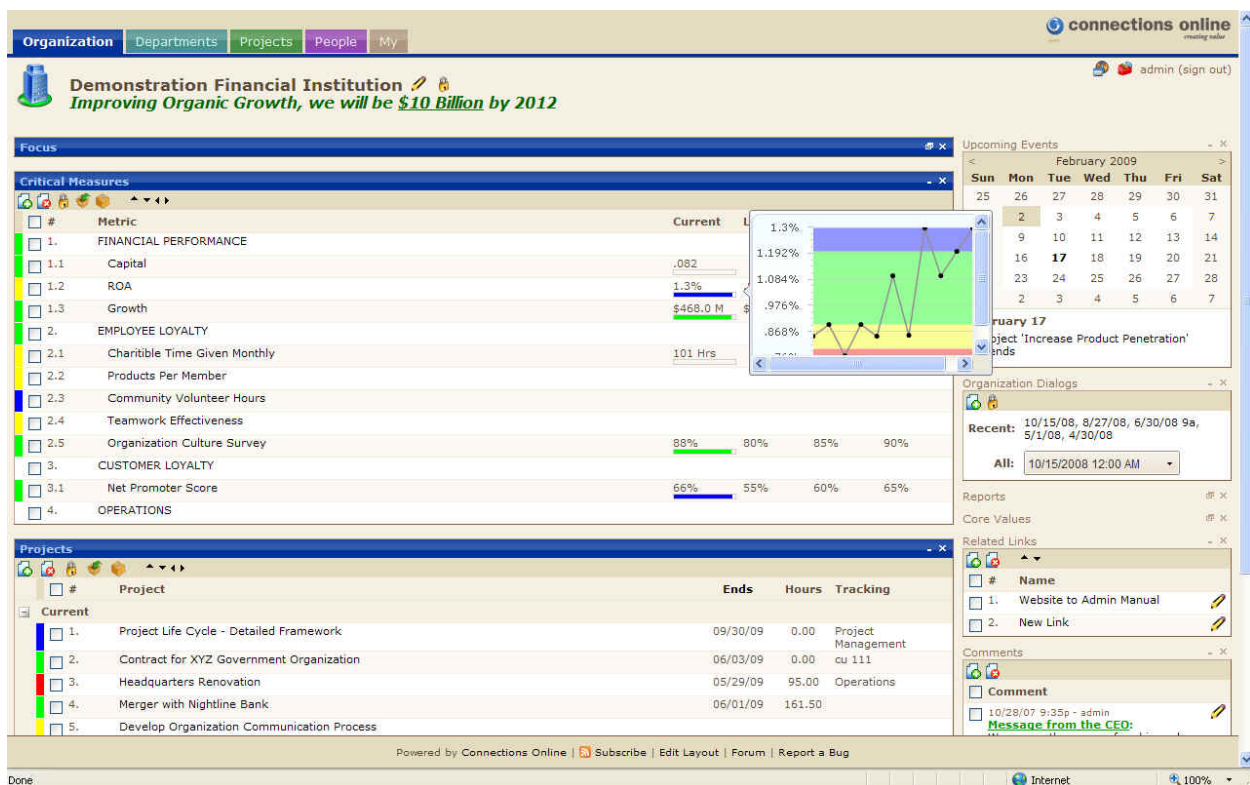 connections online
creating value
Organization Departments Projects People My
admin (sign out)
Demonstration Financial Institution
Improving Organic Growth, we will be $10 Billion by 2012
Focus
Critical Measures
# Metric Current
1. FINANCIAL PERFORMANCE
1.1 Capital .082
1.2 ROA 1.3%
1.3 Growth $468.0 M $
2. EMPLOYEE LOYALTY
2.1 Charitible Time Given Monthly 101 Hrs
2.2 Products Per Member
2.3 Community Volunteer Hours
2.4 Teamwork Effectiveness
2.5 Organization Culture Survey 88% 80% 85% 90%
3. CUSTOMER LOYALTY
3.1 Net Promoter Score 66% 55% 60% 65%
4. OPERATIONS
1.3%
1.192%
1.084%
.976%
.868%
Projects
# Project Ends Hours Tracking
Current
1. Project Life Cycle - Detailed Framework 09/30/09 0.00 Project
Management
2. Contract for XYZ Government Organization 06/03/09 0.00 cu 111
3. Headquarters Renovation 05/29/09 95.00 Operations
4. Merger with Nightline Bank 06/01/09 161.50
5. Develop Organization Communication Process
Upcoming Events
< February 2009 >
Sun Mon Tue Wed Thu Fri Sat
25 26 27 28 29 30 31
2 3 4 5 6 7
9 10 11 12 13 14
16 17 18 19 20 21
23 24 25 26 27 28
2 3 4 5 6 7
17
'Increase Product Penetration'
Organization Dialogs
Recent: 10/15/08, 8/27/08, 6/30/08 9a,
5/1/08, 4/30/08
All: 10/15/2008 12:00 AM
Reports
Core Values
Related Links
# Name
1. Website to Admin Manual
2. New Link
Comments
Comment
10/28/07 9:35p - admin
Message from the CEO:
Powered by Connections Online | Subscribe | Edit Layout | Forum | Report a Bug
Done Internet 100%